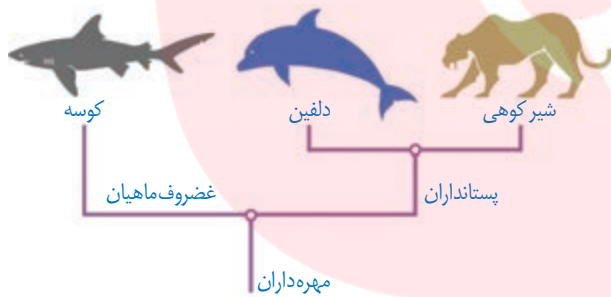 شیر کوهی
دلفین
کوسه
پستانداران
غضروف‌ماهیان
مهره‌داران